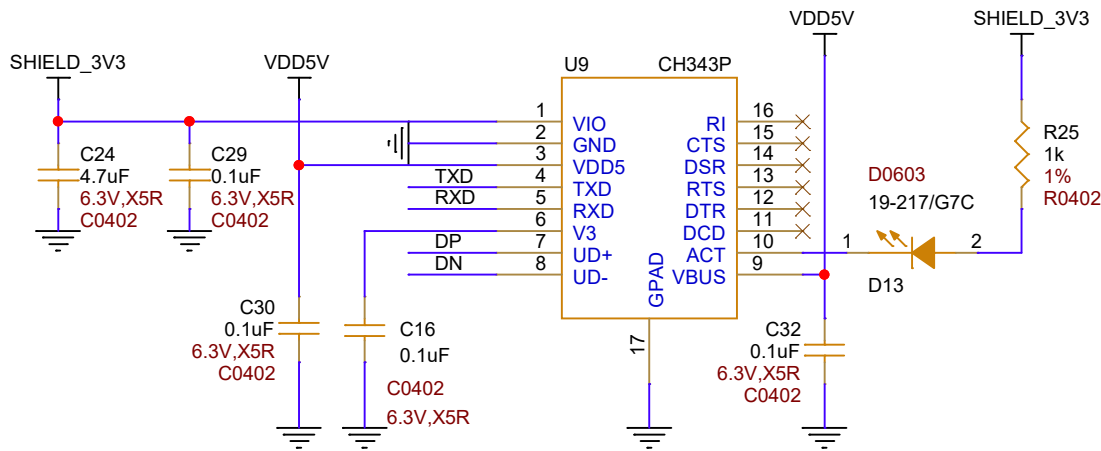 SHIELD_3V3
VDD5V
U9
CH343P
VDD5V
SHIELD_3V3
C24
4.7uF
6.3V,X5R
C0402
C29
0.1uF
6.3V,X5R
C0402
1 VIO
2 GND
3 VDD5
TXD 4 TXD
RXD 5 RXD
6 V3
DP 7 UD+
DN 8 UD-
RI 16
CTS 15
DSR 14
RTS 13
DTR 12
DCD 11
ACT 10
VBUS 9
GPAD
17
D0603
19-217/G7C
1
2
D13
R25
1k
1%
R0402
C30
0.1uF
6.3V,X5R
C0402
C16
0.1uF
C0402
6.3V,X5R
C32
0.1uF
6.3V,X5R
C0402